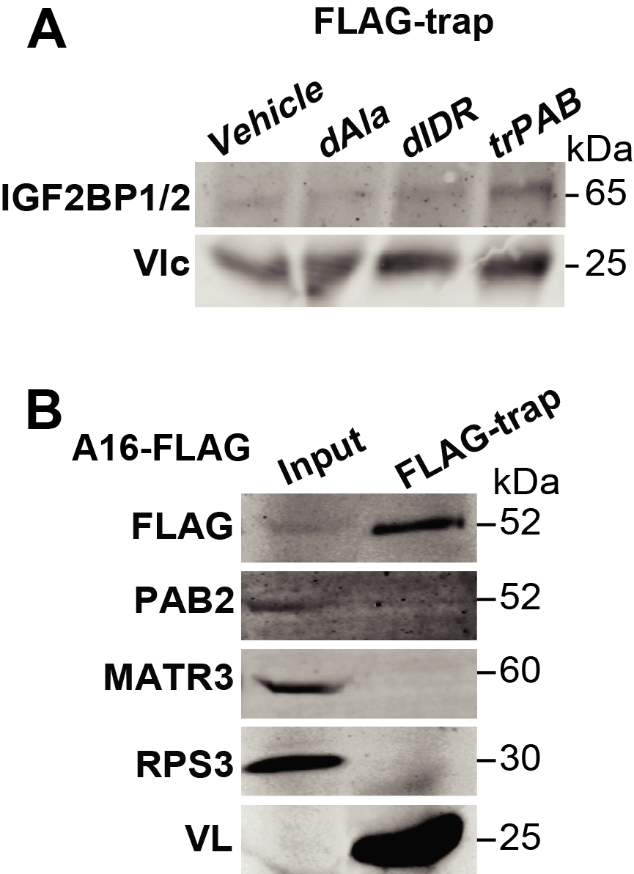 A
FLAG-trap
Vehicle dAla dIDR trPAB kDa
IGF2BP1/2 65
Vlc 25
B
A16-FLAG Input FLAG-trap kDa
FLAG 52
PAB2 52
MATR3 60
RPS3 30
VL 25